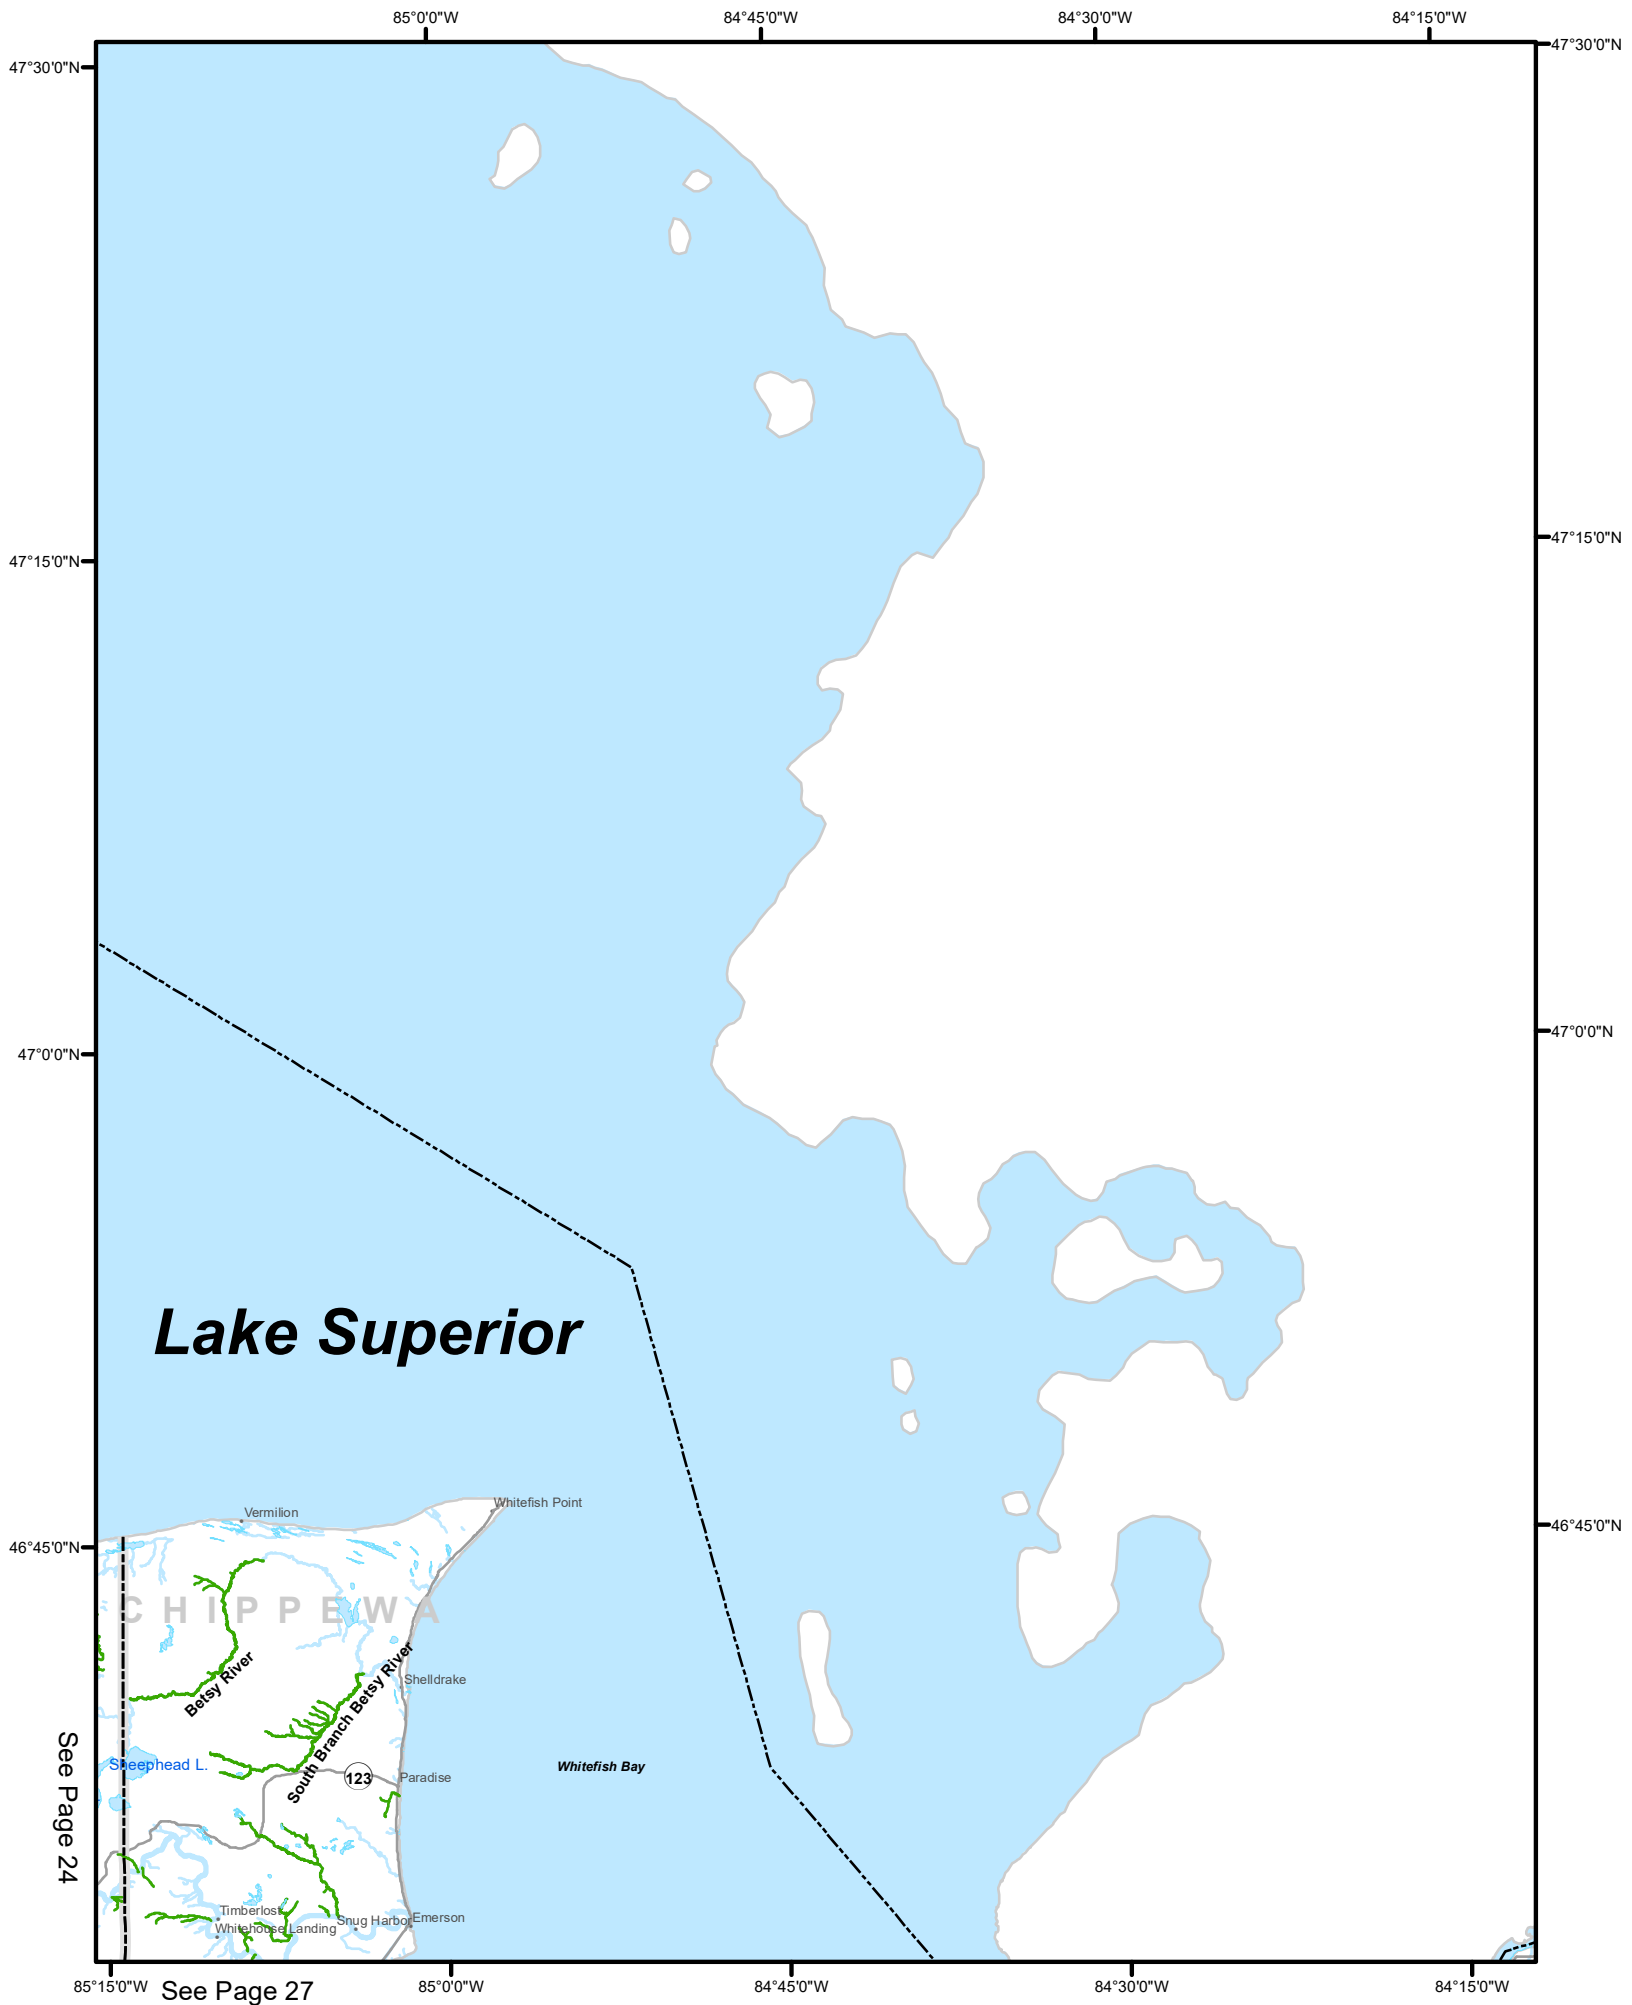 85°0'0"W
84°45'0"W
84°30'0"W
84°15'0"W
47°30'0"N
47°30'0"N
47°15'0"N
47°15'0"N
47°0'0"N
47°0'0"N
Lake Superior
Whitefish Point
Vermilion
46°45'0"N
46°45'0"N
CHIPPEWA
Betsy River
South Branch Betsy River
Shelldrake
See Page 24
Sheephead L.
Whitefish Bay
123
Paradise
Timberlost
Snug Harbor
Emerson
Whitehouse Landing
85°15'0"W
85°0'0"W
84°45'0"W
84°30'0"W
84°15'0"W
See Page 27